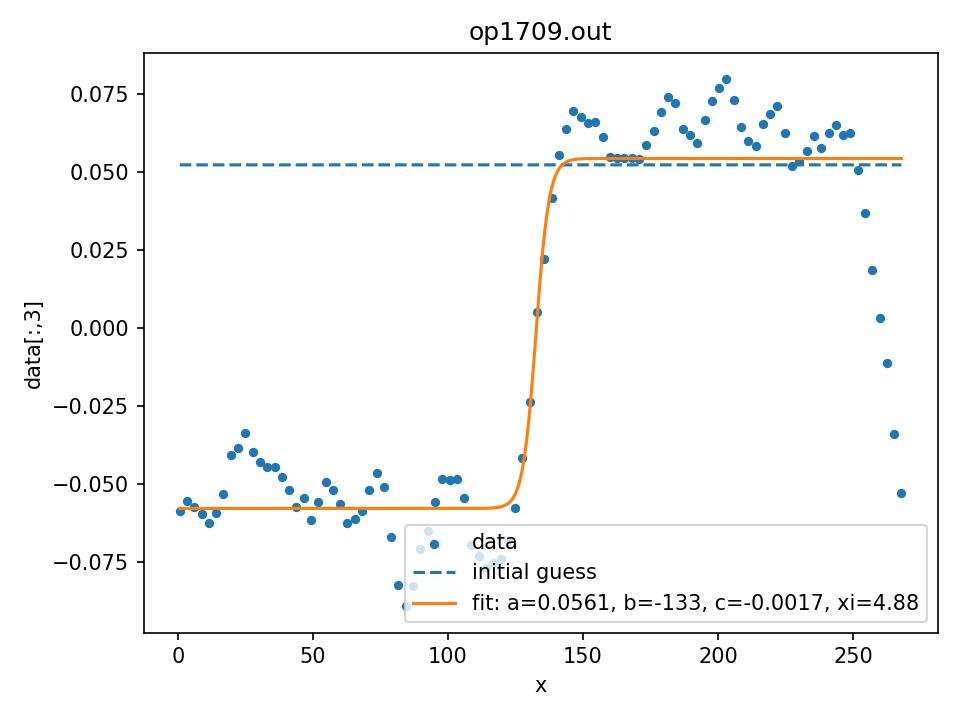 op1709.out
0.075
0.050
0.025
0.000
−0.025
−0.050
−0.075
data[:,3]
0
50
100
150
200
250
x
data
initial guess
fit: a=0.0561, b=-133, c=-0.0017, xi=4.88